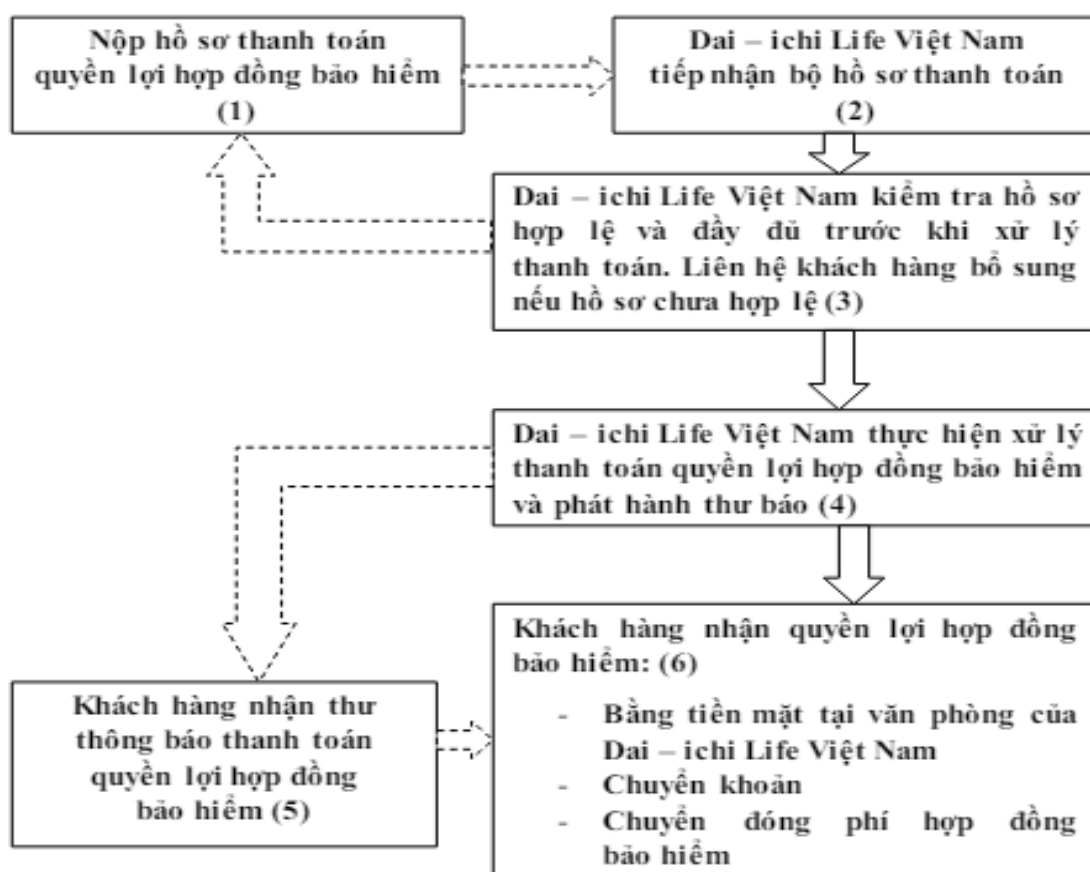 Nộp hồ sơ thanh toán
quyền lợi hợp đồng bảo hiểm
(1)
Dai – ichi Life Việt Nam
tiếp nhận bộ hồ sơ thanh toán
(2)
Dai – ichi Life Việt Nam kiểm tra hồ sơ
hợp lệ và đầy đủ trước khi xử lý
thanh toán. Liên hệ khách hàng bổ sung
nếu hồ sơ chưa hợp lệ (3)
Dai – ichi Life Việt Nam thực hiện xử lý
thanh toán quyền lợi hợp đồng bảo hiểm
và phát hành thư báo (4)
Khách hàng nhận thư
thông báo thanh toán
quyền lợi hợp đồng
bảo hiểm (5)
Khách hàng nhận quyền lợi hợp đồng
bảo hiểm: (6)
- Bằng tiền mặt tại văn phòng của
Dai – ichi Life Việt Nam
- Chuyển khoản
- Chuyển đóng phí hợp đồng
bảo hiểm